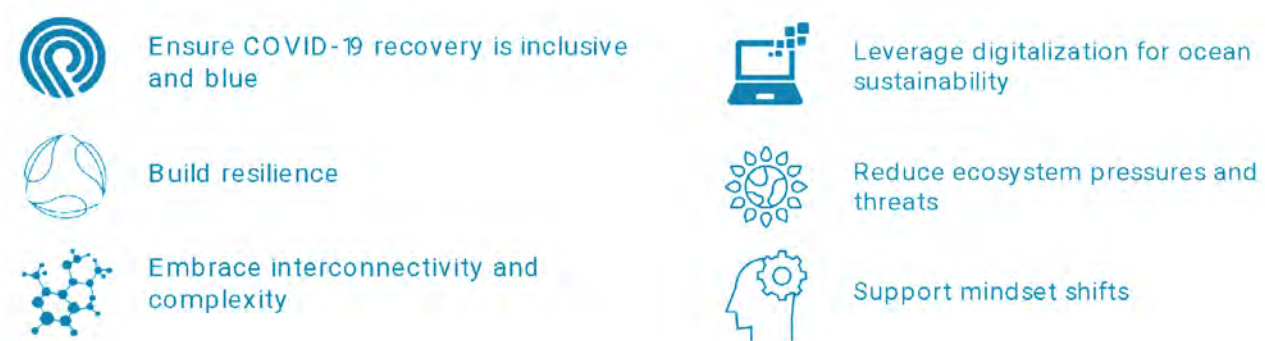 Ensure COVID-19 recovery is inclusive
and blue
Build resilience
Embrace interconnectivity and
complexity
Leverage digitalization for ocean
sustainability
Reduce ecosystem pressures and
threats
Support mindset shifts